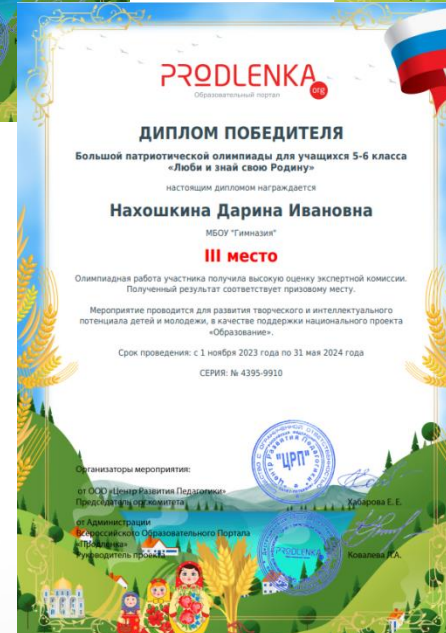 PRODLENKA
org
Образовательный портал
ДИПЛОМ ПОБЕДИТЕЛЯ
Большой патриотической олимпиады для учащихся 5-6 класса
«Люби и знай свою Родину»
настоящим дипломом награждается
Нахошкина Дарина Ивановна
МБОУ "Гимназия"
III место
Олимпиадная работа участника получила высокую оценку экспертной комиссии.
Полученный результат соответствует призовому месту.
Мероприятие проводится для развития творческого и интеллектуального
потенциала детей и молодежи, в качестве поддержки национального проекта
«Образование».
Срок проведения: с 1 ноября 2023 года по 31 мая 2024 года
СЕРИЯ: № 4395-9910
Организаторы мероприятия:
от ООО «Центр Развития Педагогики»
Председатель оргкомитета
Хабарова Е. Е.
"ЦРП"
от Администрации
Всероссийского Образовательного Портала
«Продленка»
Руководитель проекта
Ковалева Л.А.
PRODLENKA